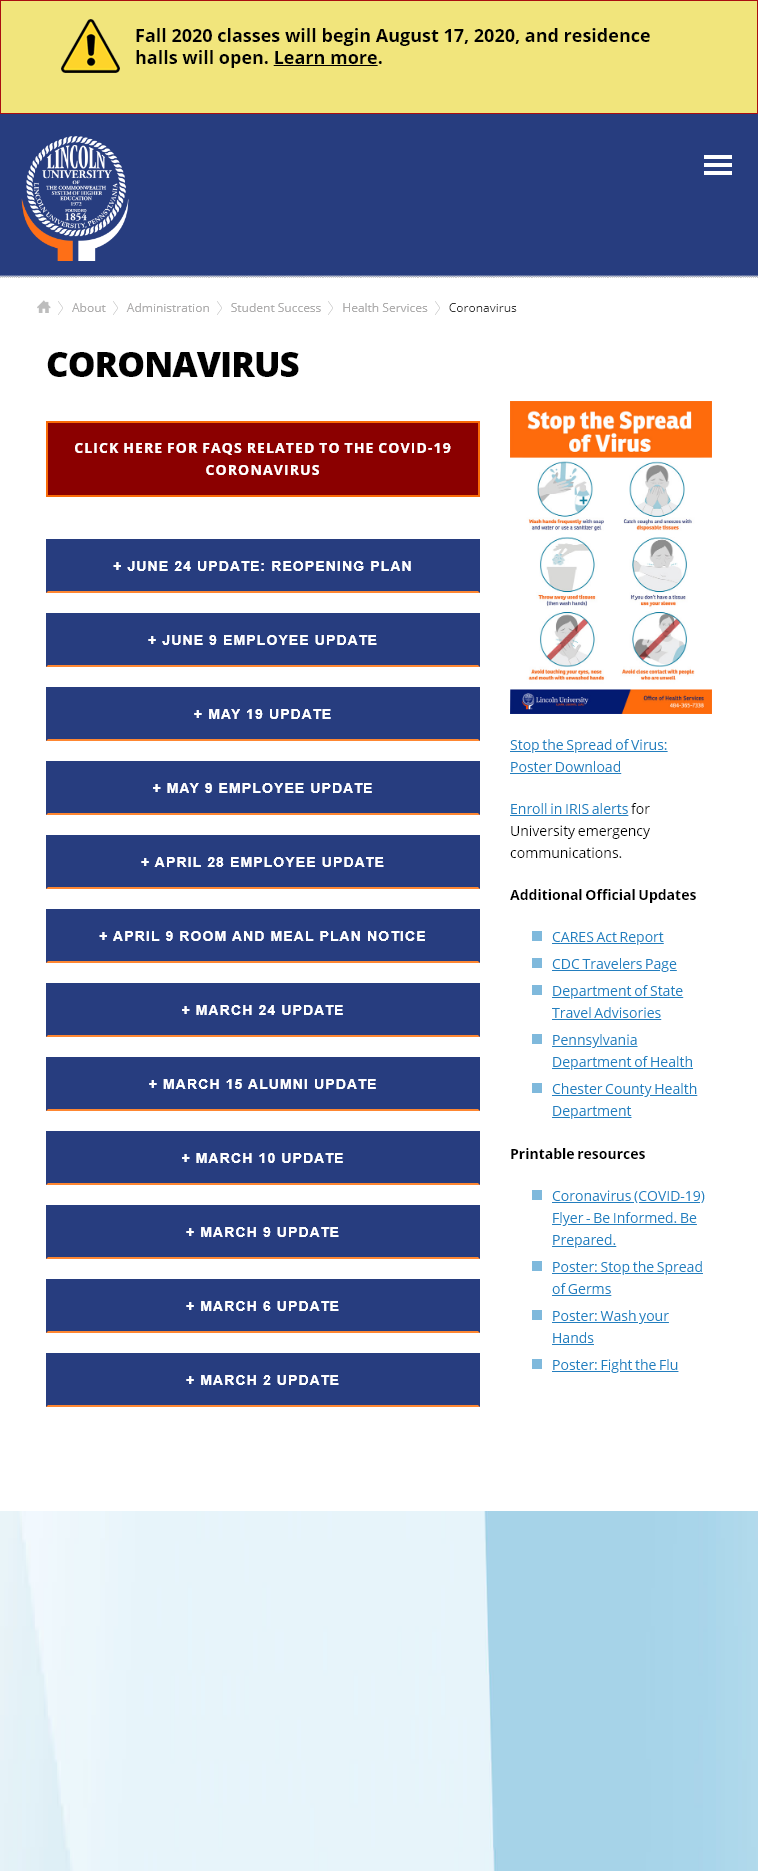 Fall 2020 classes will begin August 17, 2020, and residence
halls will open. Learn more.
LINCOLN
UNIVERSITY
OF
THE COMMONWEALTH
SYSTEM OF HIGHER
EDUCATION
1972
FOUNDED
1854
LINCOLN UNIVERSITY, PENNSYLVANIA
About
Administration
Student Success
Health Services
Coronavirus
CORONAVIRUS
CLICK HERE FOR FAQS RELATED TO THE COVID-19
CORONAVIRUS
+ JUNE 24 UPDATE: REOPENING PLAN
+ JUNE 9 EMPLOYEE UPDATE
+ MAY 19 UPDATE
+ MAY 9 EMPLOYEE UPDATE
+ APRIL 28 EMPLOYEE UPDATE
+ APRIL 9 ROOM AND MEAL PLAN NOTICE
+ MARCH 24 UPDATE
+ MARCH 15 ALUMNI UPDATE
+ MARCH 10 UPDATE
+ MARCH 9 UPDATE
+ MARCH 6 UPDATE
+ MARCH 2 UPDATE
Stop the Spread
of Virus
Wash hands frequently with soap
and water or use a sanitizer gel
Catch coughs and sneezes with
disposable tissues
Throw away used tissues
(then wash hands)
If you don't have a tissue
use your sleeve
Avoid touching your eyes, nose
and mouth with unwashed hands
Avoid close contact with people
who are unwell
Lincoln University
Office of Health Services
Stop the Spread of Virus:
Poster Download
Enroll in IRIS alerts for
University emergency
communications.
Additional Official Updates
CARES Act Report
CDC Travelers Page
Department of State
Travel Advisories
Pennsylvania
Department of Health
Chester County Health
Department
Printable resources
Coronavirus (COVID-19)
Flyer - Be Informed. Be
Prepared.
Poster: Stop the Spread
of Germs
Poster: Wash your
Hands
Poster: Fight the Flu